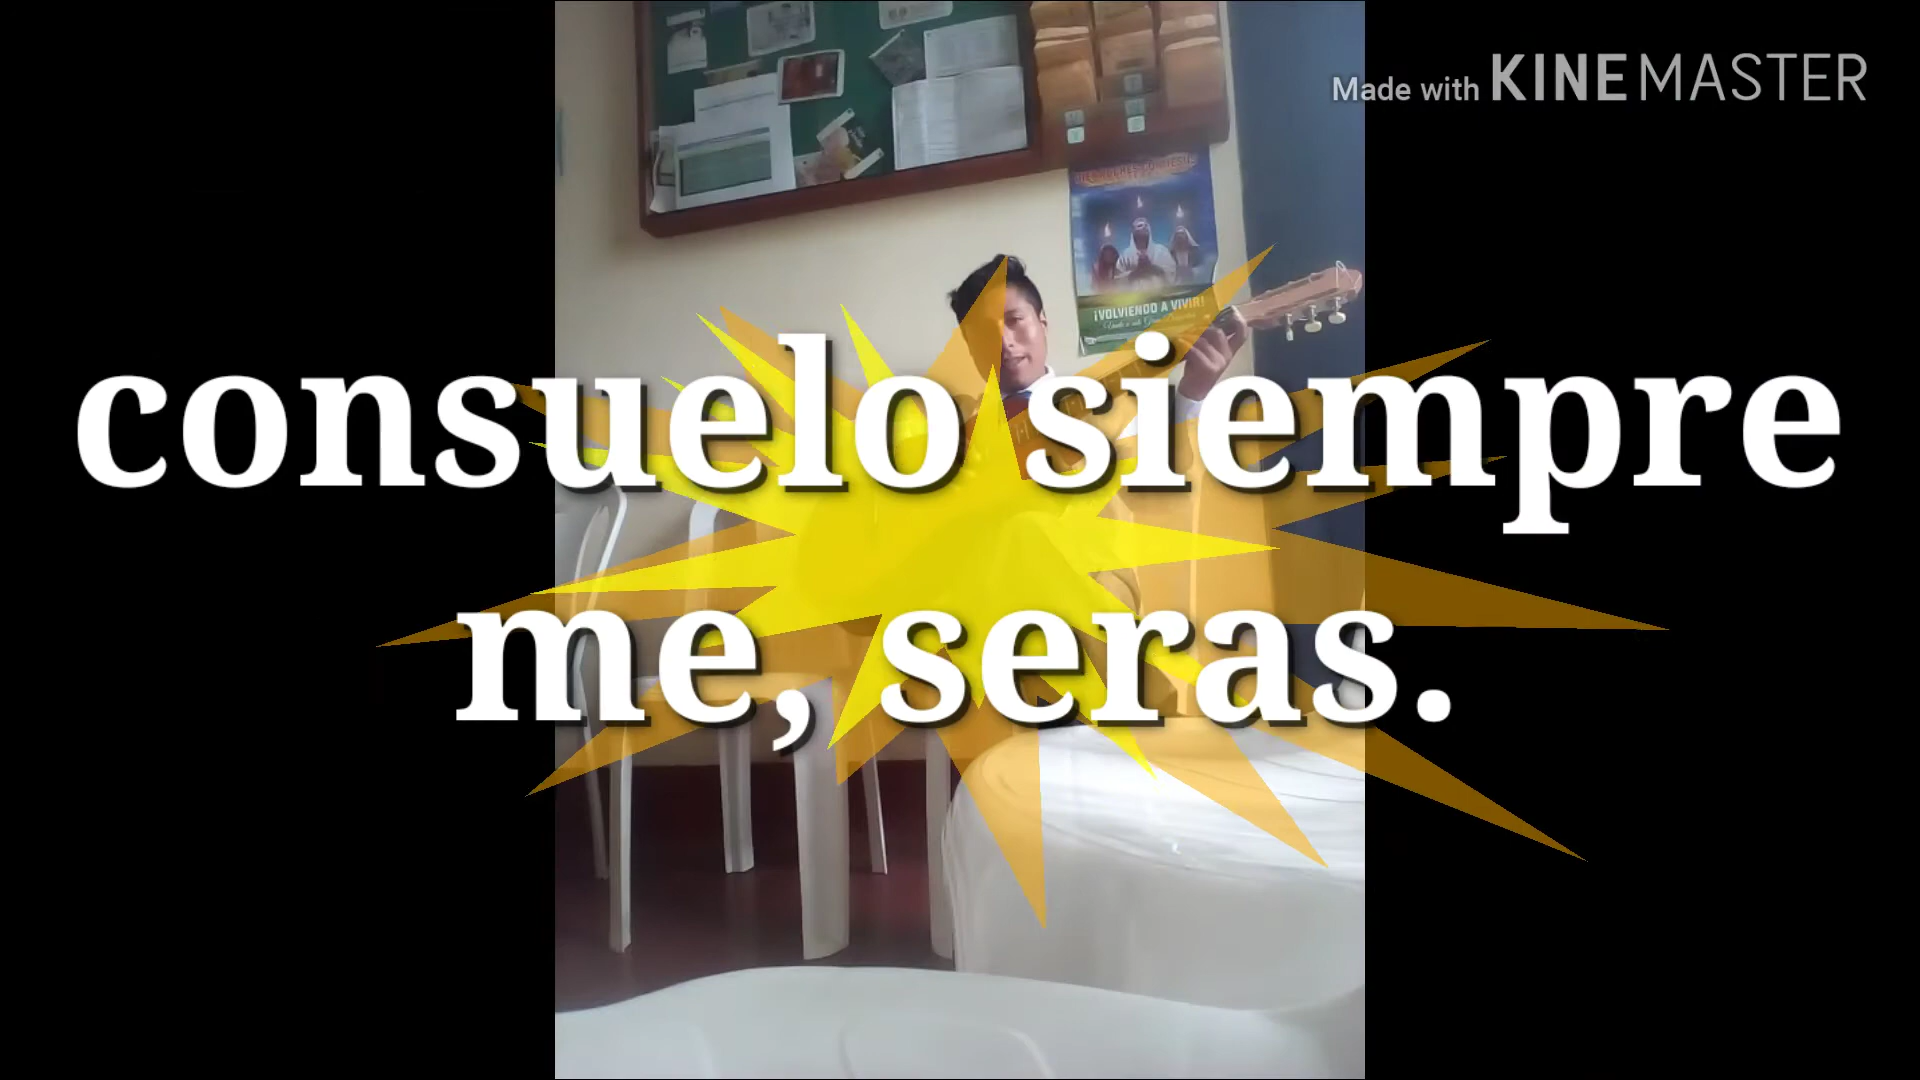 Made with KINEMASTER
¡VOLVIENDO A VIVIR!
consuelo siempre
me, seras.